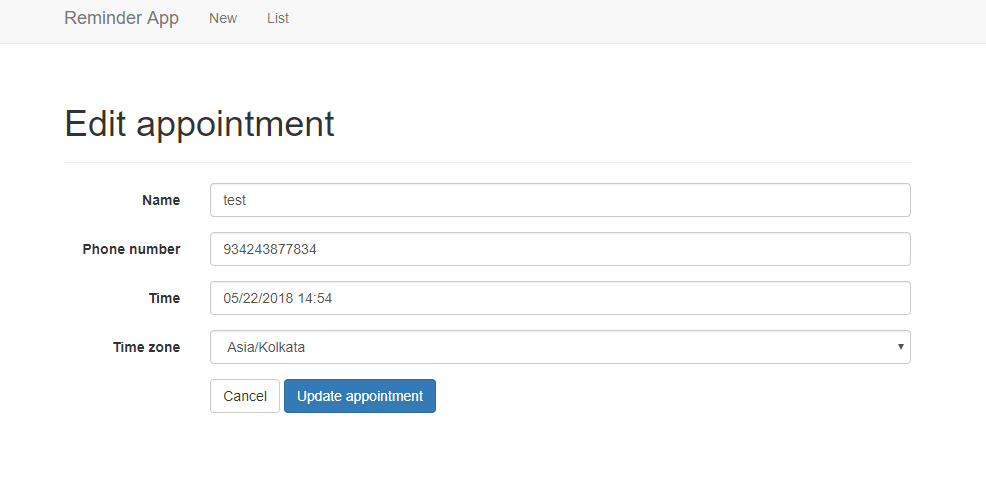 Reminder App New List
Edit appointment
Name test
Phone number 934243877834
Time 05/22/2018 14:54
Time zone Asia/Kolkata
Cancel Update appointment